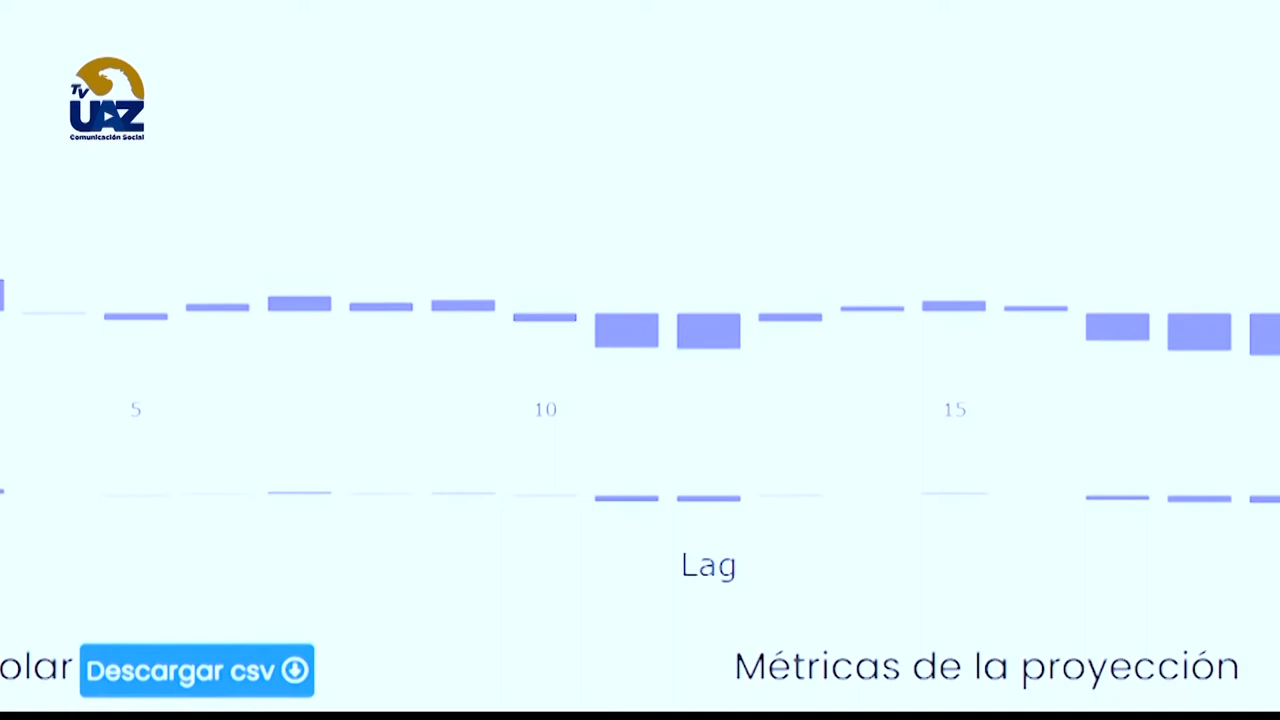 TV
UAZ
Comunicación Social
5 10 15
Lag
olar Descargar csv Métricas de la proyección